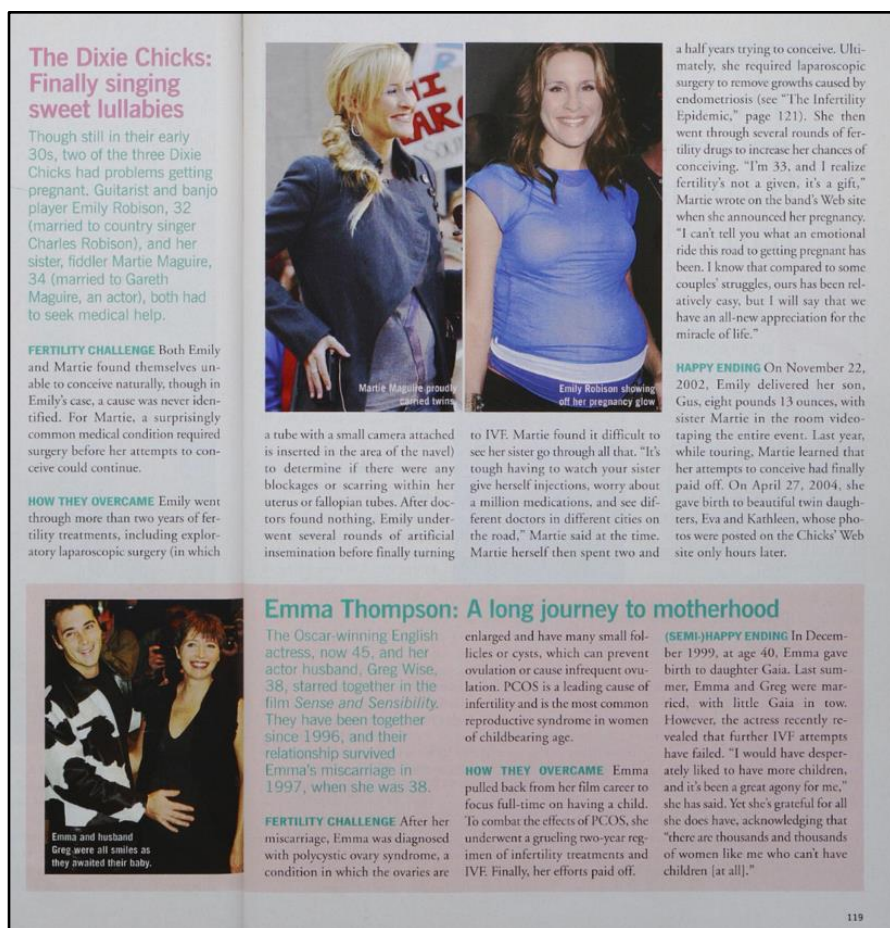 The Dixie Chicks:
Finally singing
sweet lullabies
Though still in their early
30s, two of the three Dixie
Chicks had problems getting
pregnant. Guitarist and banjo
player Emily Robison, 32
(married to country singer
Charles Robison), and her
sister, fiddler Martie Maguire,
34 (married to Gareth
Maguire, an actor), both had
to seek medical help.
FERTILITY CHALLENGE Both Emily
and Martie found themselves un-
able to conceive naturally, though in
Emily's case, a cause was never iden-
tified. For Martie, a surprisingly
common medical condition required
surgery before her attempts to con-
ceive could continue.
HOW THEY OVERCAME Emily went
through more than two years of fer-
tility treatments, including explor-
atory laparoscopic surgery (in which
Martie Maguire proudly
carried twins
Emily Robison showing
off her pregnancy glow
a tube with a small camera attached
is inserted in the area of the navel)
to determine if there were any
blockages or scarring within her
uterus or fallopian tubes. After doc-
tors found nothing, Emily under-
went several rounds of artificial
insemination before finally turning
to IVF. Martie found it difficult to
see her sister go through all that. "It's
tough having to watch your sister
give herself injections, worry about
a million medications, and see dif-
ferent doctors in different cities on
the road," Martie said at the time.
Martie herself then spent two and
a half years trying to conceive. Ulti-
mately, she required laparoscopic
surgery to remove growths caused by
endometriosis (see "The Infertility
Epidemic," page 121). She then
went through several rounds of fer-
tility drugs to increase her chances of
conceiving. "I'm 33, and I realize
fertility's not a given, it's a gift,"
Martie wrote on the band's Web site
when she announced her pregnancy.
"I can't tell you what an emotional
ride this road to getting pregnant has
been. I know that compared to some
couples' struggles, ours has been rel-
atively easy, but I will say that we
have an all-new appreciation for the
miracle of life."
HAPPY ENDING On November 22,
2002, Emily delivered her son,
Gus, eight pounds 13 ounces, with
sister Martie in the room video-
taping the entire event. Last year,
while touring, Martie learned that
her attempts to conceive had finally
paid off. On April 27, 2004, she
gave birth to beautiful twin daugh-
ters, Eva and Kathleen, whose pho-
tos were posted on the Chicks' Web
site only hours later.
Emma and husband
Greg were all smiles as
they awaited their baby.
Emma Thompson: A long journey to motherhood
The Oscar-winning English
actress, now 45, and her
actor husband, Greg Wise,
38, starred together in the
film Sense and Sensibility.
They have been together
since 1996, and their
relationship survived
Emma's miscarriage in
1997, when she was 38.
FERTILITY CHALLENGE After her
miscarriage, Emma was diagnosed
with polycystic ovary syndrome, a
condition in which the ovaries are
enlarged and have many small fol-
licles or cysts, which can prevent
ovulation or cause infrequent ovu-
lation. PCOS is a leading cause of
infertility and is the most common
reproductive syndrome in women
of childbearing age.
HOW THEY OVERCAME Emma
pulled back from her film career to
focus full-time on having a child.
To combat the effects of PCOS, she
underwent a grueling two-year reg-
imen of infertility treatments and
IVF. Finally, her efforts paid off.
(SEMI-)HAPPY ENDING In Decem-
ber 1999, at age 40, Emma gave
birth to daughter Gaia. Last sum-
mer, Emma and Greg were mar-
ried, with little Gaia in tow.
However, the actress recently re-
vealed that further IVF attempts
have failed. "I would have desper-
ately liked to have more children,
and it's been a great agony for me,"
she has said. Yet she's grateful for all
she does have, acknowledging that
"there are thousands and thousands
of women like me who can't have
children [at all]."
119